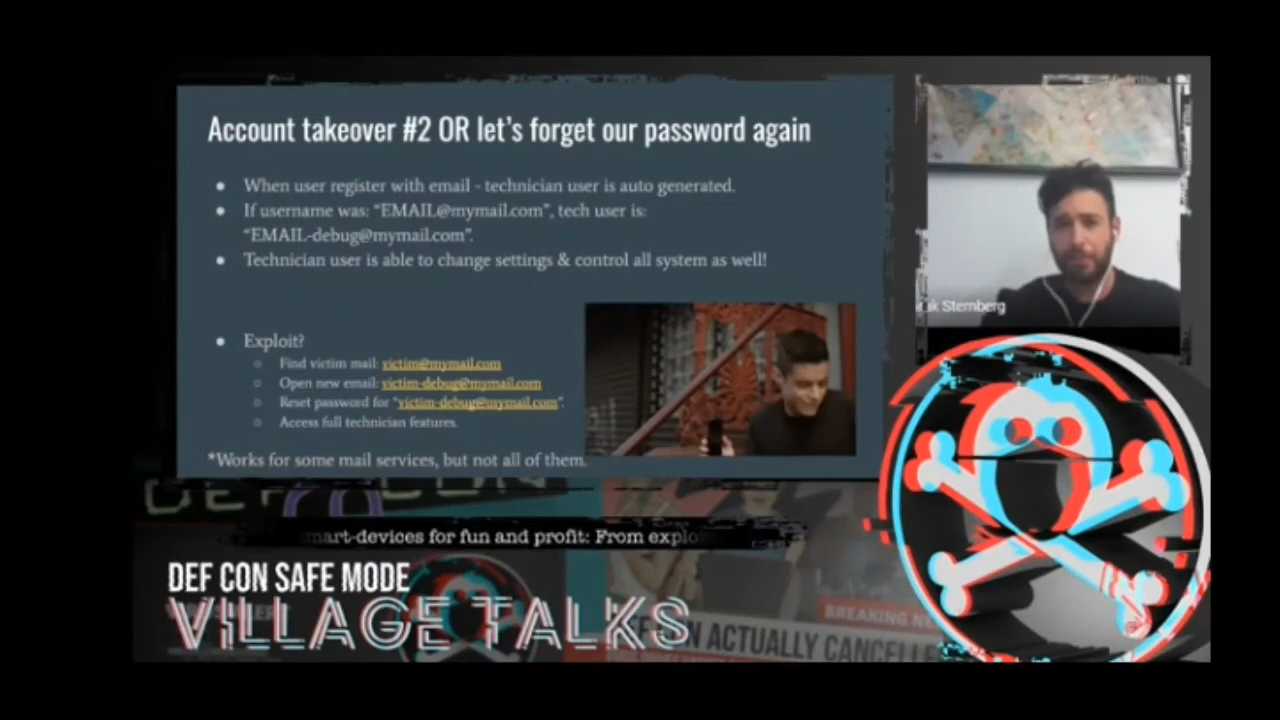 Account takeover #2 OR let's forget our password again
● When user register with email - technician user is auto generated.
● If username was: “EMAIL@mymail.com”, tech user is:
“EMAIL-debug@mymail.com”.
● Technician user is able to change settings & control all system as well!
● Exploit?
○ Find victim mail: victim@mymail.com
○ Open new email: victim-debug@mymail.com
○ Reset password for “victim-debug@mymail.com”.
○ Access full technician features.
*Works for some mail services, but not all of them.
Sternberg
mart-devices for fun and profit: From explo
DEF CON SAFE MODE
VILLAGE TALKS
DEF CON
BREAKING NE
CON ACTUALLY CANCELLE